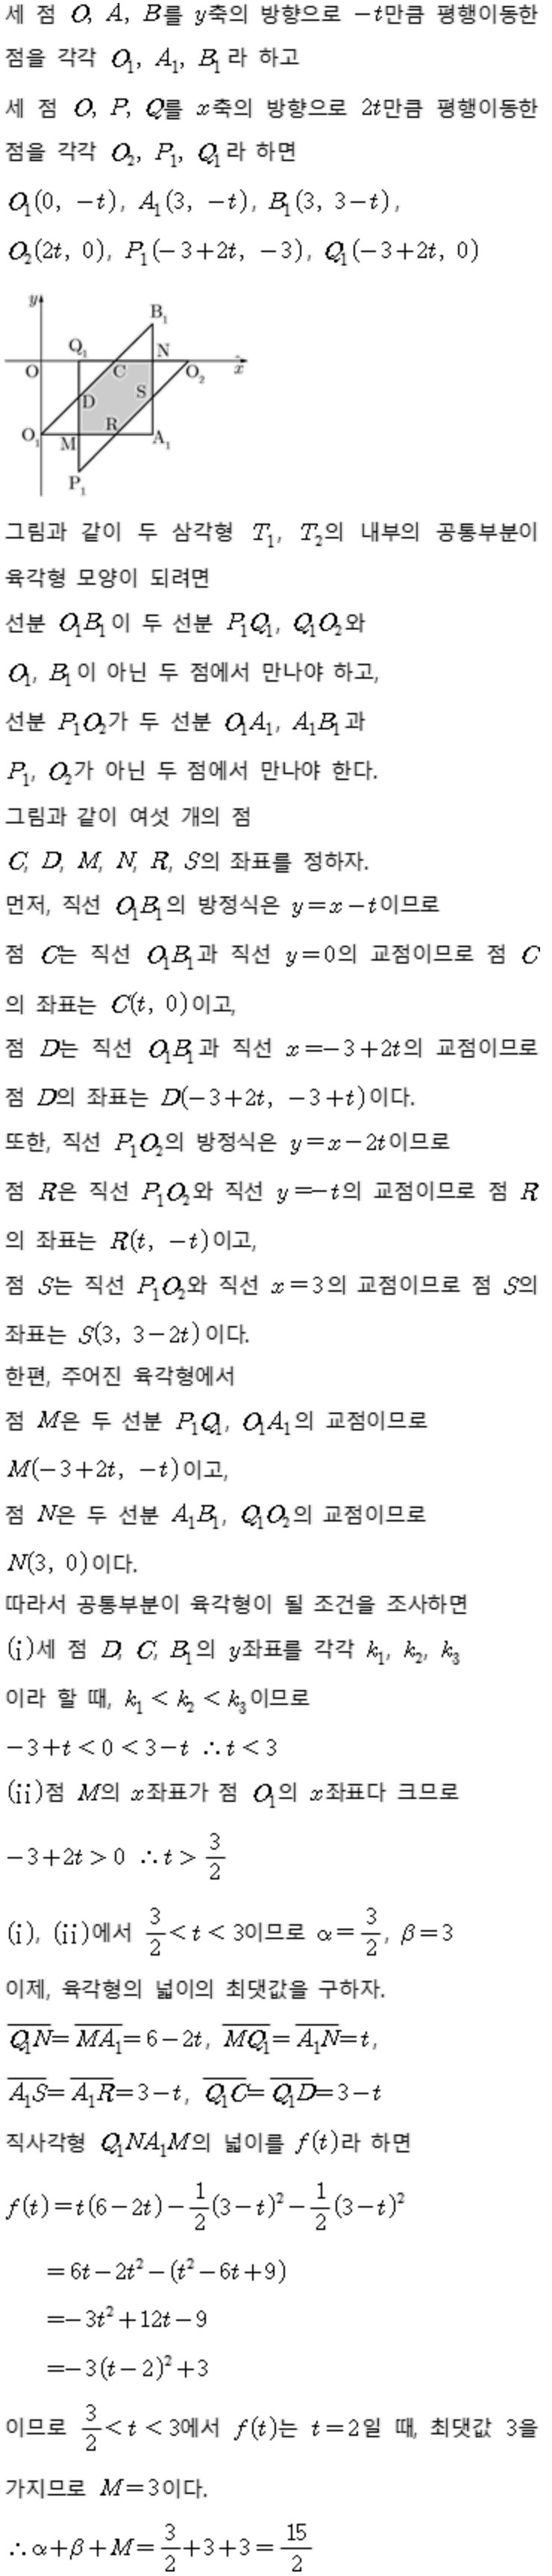 세 점 O, A, B를 y축의 방향으로 −t만큼 평행이동한
점을 각각 O₁, A₁, B₁라 하고
세 점 O, P, Q를 x축의 방향으로 2t만큼 평행이동한
점을 각각 O₂, P₁, Q₁라 하면
O₁(0, −t), A₁(3, −t), B₁(3, 3−t),
O₂(2t, 0), P₁(−3+2t, −3), Q₁(−3+2t, 0)
y
B₁
Q₁
N
O
C
O₂
x
S
D
R
O₁
M
A₁
P₁
그림과 같이 두 삼각형 T₁, T₂의 내부의 공통부분이
육각형 모양이 되려면
선분 O₁B₁이 두 선분 P₁Q₁, Q₁O₂와
O₁, B₁이 아닌 두 점에서 만나야 하고,
선분 P₁O₂가 두 선분 O₁A₁, A₁B₁과
P₁, O₂가 아닌 두 점에서 만나야 한다.
그림과 같이 여섯 개의 점
C, D, M, N, R, S의 좌표를 정하자.
먼저, 직선 O₁B₁의 방정식은 y=x−t이므로
점 C는 직선 O₁B₁과 직선 y=0의 교점이므로 점 C
의 좌표는 C(t, 0)이고,
점 D는 직선 O₁B₁과 직선 x=−3+2t의 교점이므로
점 D의 좌표는 D(−3+2t, −3+t)이다.
또한, 직선 P₁O₂의 방정식은 y=x−2t이므로
점 R은 직선 P₁O₂와 직선 y=−t의 교점이므로 점 R
의 좌표는 R(t, −t)이고,
점 S는 직선 P₁O₂와 직선 x=3의 교점이므로 점 S의
좌표는 S(3, 3−2t)이다.
한편, 주어진 육각형에서
점 M은 두 선분 P₁Q₁, O₁A₁의 교점이므로
M(−3+2t, −t)이고,
점 N은 두 선분 A₁B₁, Q₁O₂의 교점이므로
N(3, 0)이다.
따라서 공통부분이 육각형이 될 조건을 조사하면
(ⅰ)세 점 D, C, B₁의 y좌표를 각각 k₁, k₂, k₃
이라 할 때, k₁<k₂<k₃이므로
−3+t<0<3−t ∴t<3
(ⅱ)점 M의 x좌표가 점 O₁의 x좌표다 크므로
−3+2t>0 ∴t>3/2
(ⅰ), (ⅱ)에서 3/2<t<3이므로 α=3/2, β=3
이제, 육각형의 넓이의 최댓값을 구하자.
Q̅₁̅N̅=M̅A̅₁̅=6−2t, M̅Q̅₁̅=A̅₁̅N̅=t,
A̅₁̅S̅=A̅₁̅R̅=3−t, Q̅₁̅C̅=Q̅₁̅D̅=3−t
직사각형 Q₁NA₁M의 넓이를 f(t)라 하면
f(t)=t(6−2t)−1/2(3−t)²−1/2(3−t)²
=6t−2t²−(t²−6t+9)
=−3t²+12t−9
=−3(t−2)²+3
이므로 3/2<t<3에서 f(t)는 t=2일 때, 최댓값 3을
가지므로 M=3이다.
∴α+β+M=3/2+3+3=15/2